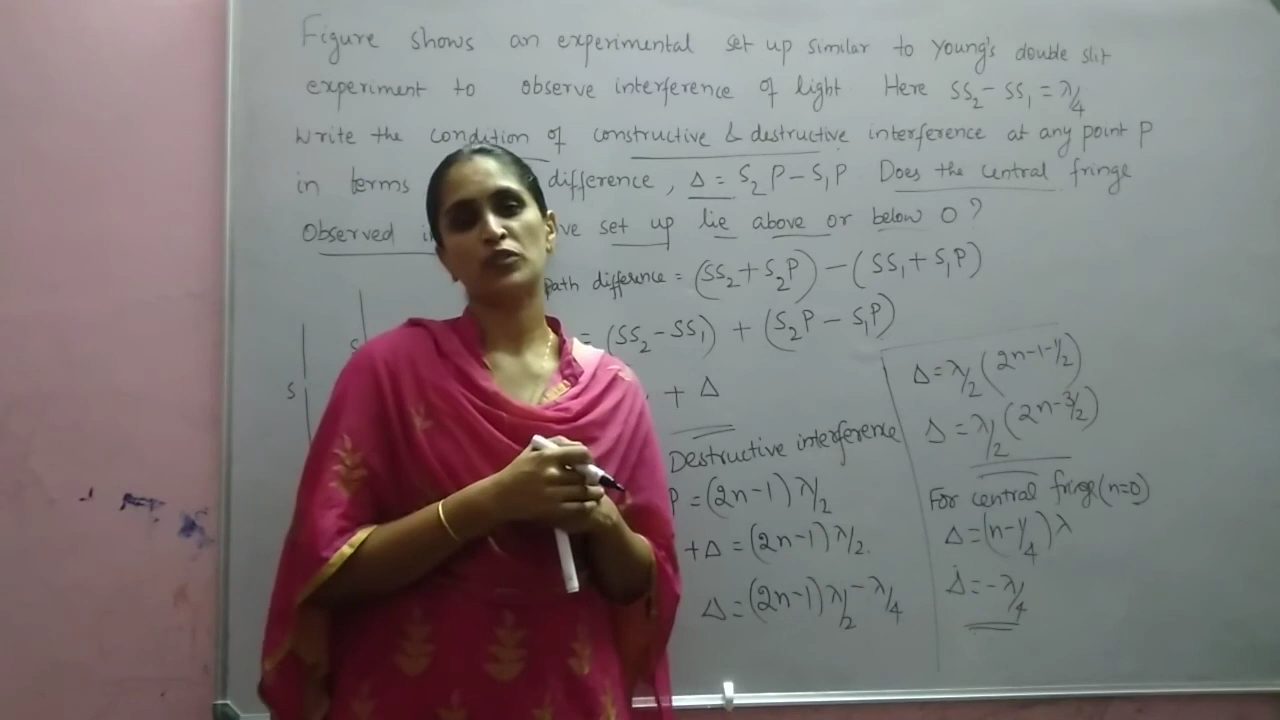 Figure shows an experimental set up similar to Young's double slit
experiment to observe interference of light. Here SS₂ - SS₁ = λ/4
Write the condition of constructive & destructive interference at any point P
in terms difference, Δ = S₂P - S₁P Does the central fringe
Observed set up lie above or below O?
path difference = (SS₂ + S₂P) - (SS₁ + S₁P)
= (SS₂ - SS₁) + (S₂P - S₁P)
+ Δ
S
S
Destructive interference
P = (2n-1) λ/2
+Δ = (2n-1) λ/2.
Δ = (2n-1) λ/2 - λ/4
Δ = λ/2 (2n-1-1/2)
Δ = λ/2 (2n-3/2)
For central fringe (n=0)
Δ = (n-1/4) λ
Δ = -λ/4